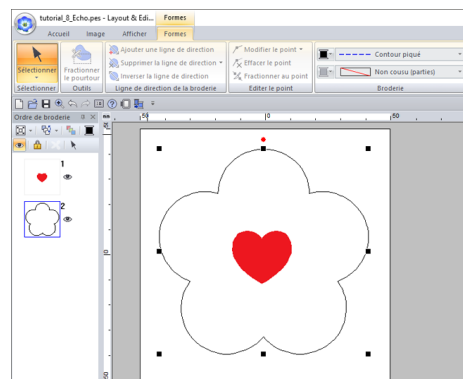 tutorial_8_Echo.pes - Layout & Edi... Formes
Accueil Image Afficher Formes
Sélectionner
Sélectionner
Fractionner le pourtour
Outils
Ajouter une ligne de direction
Supprimer la ligne de direction
Inverser la ligne de direction
Ligne de direction de la broderie
Modifier le point
Effacer le point
Fractionner au point
Editer le point
Contour piqué
Non cousu (parties)
Broderie
Ordre de broderie
1
2
50 0 50
0
50